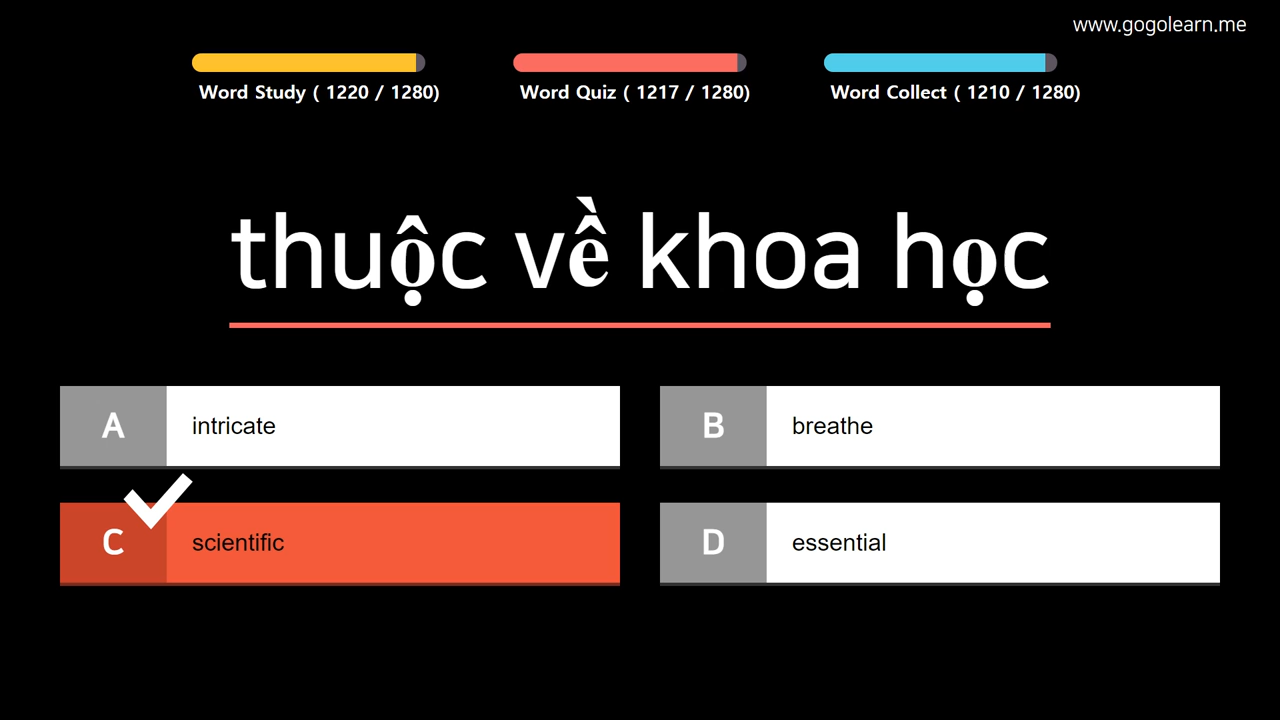 www.gogolearn.me
Word Study ( 1220 / 1280)
Word Quiz ( 1217 / 1280)
Word Collect ( 1210 / 1280)
thuộc về khoa học
A intricate
B breathe
C scientific
D essential